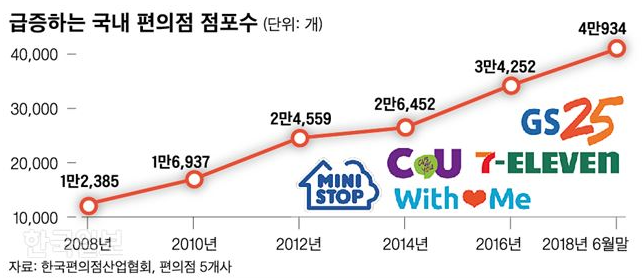 급증하는 국내 편의점 점포수 (단위: 개)
40,000
30,000
20,000
10,000
1만2,385
1만6,937
2만4,559
2만6,452
3만4,252
4만934
GS25
CU
7-ELEVEN
MINI
STOP
With Me
2008년 2010년 2012년 2014년 2016년 2018년 6월말
한국일보
자료: 한국편의점산업협회, 편의점 5개사